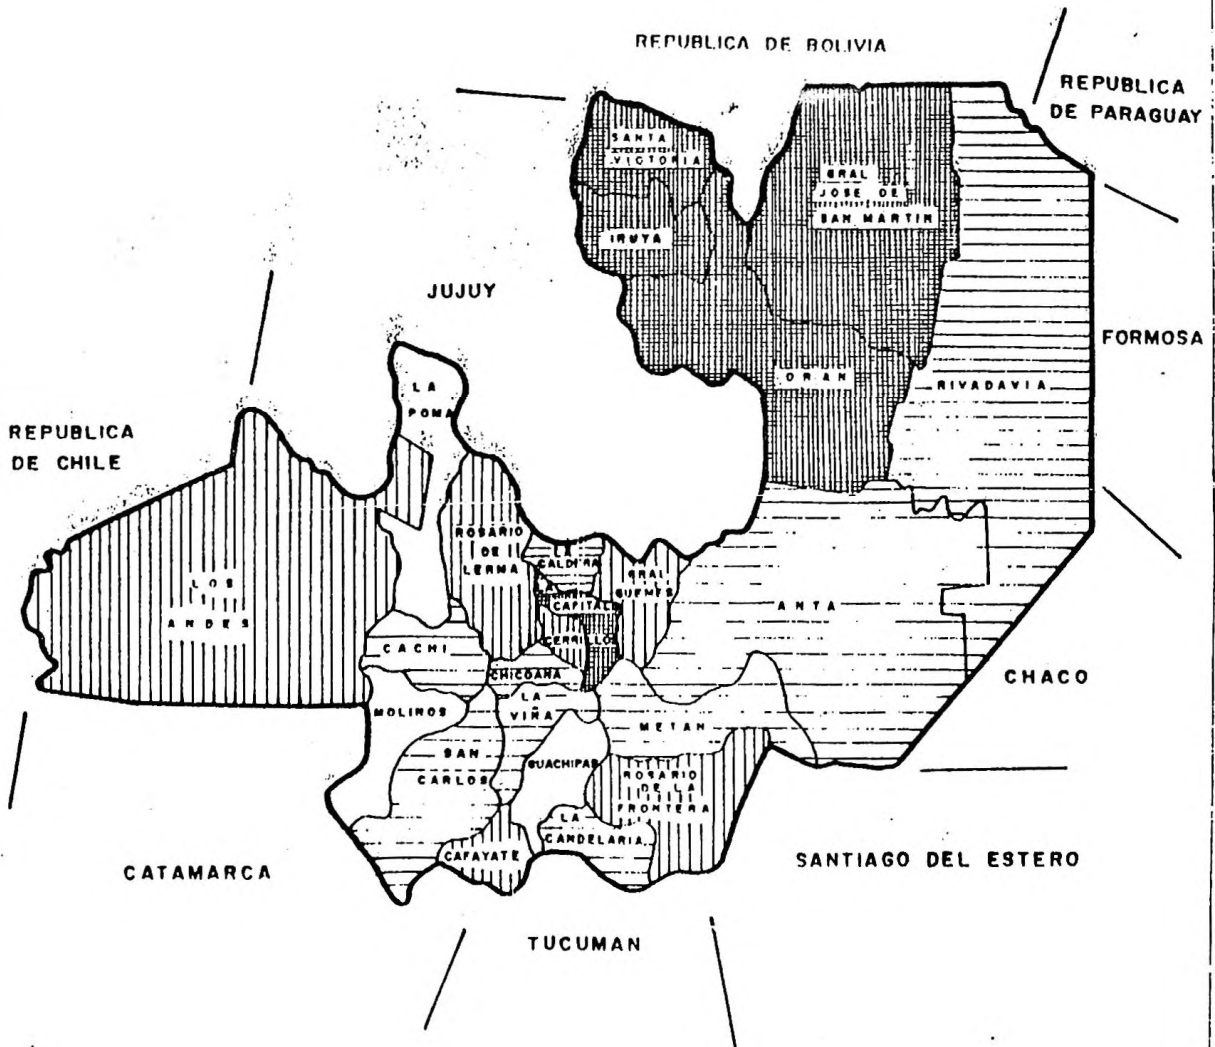 REPUBLICA DE BOLIVIA
REPUBLICA
DE PARAGUAY
SANTA
VICTORIA
GRAL
JOSE DE
SAN MARTIN
IRUYA
JUJUY
FORMOSA
ORAN
RIVADAVIA
LA
POMA
REPUBLICA
DE CHILE
ROSARIO
DE
LERMA
LA
CALDERA
GRAL
GUEMES
LOS
ANDES
CAPITAL
ANTA
CERRILLOS
CACHI
CHICOANA
CHACO
MOLINOS
LA
VIÑA
METAN
SAN
CARLOS
GUACHIPAS
ROSARIO
DE LA
FRONTERA
LA
CANDELARIA
CAFAYATE
CATAMARCA
SANTIAGO DEL ESTERO
TUCUMAN